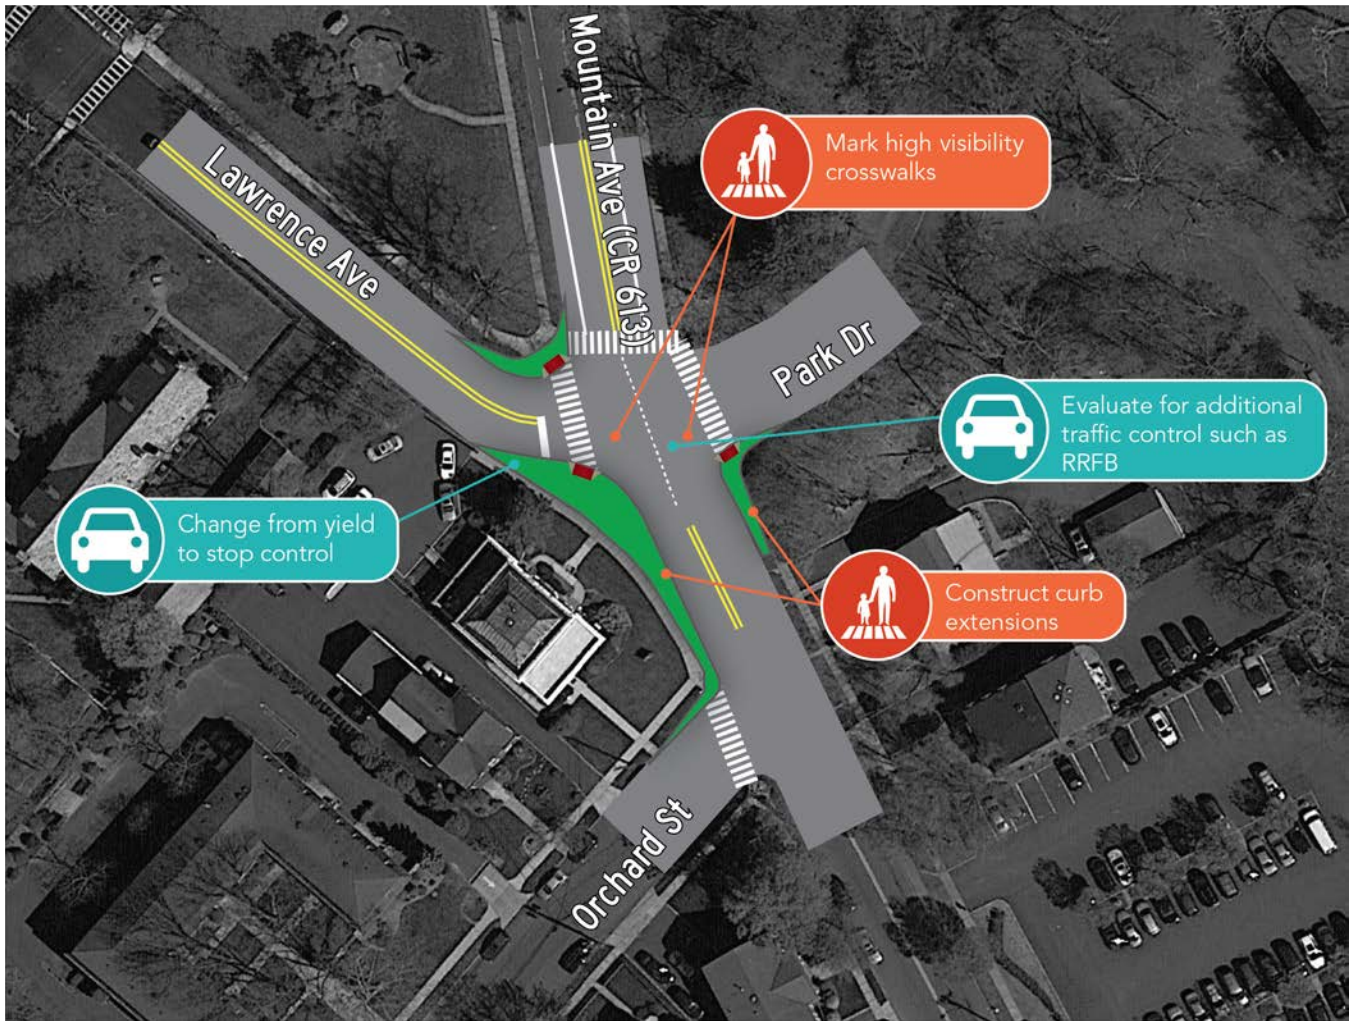 Mountain Ave (CR 613)
Mark high visibility
crosswalks
Lawrence Ave
Park Dr
Evaluate for additional
traffic control such as
RRFB
Change from yield
to stop control
Construct curb
extensions
Orchard St